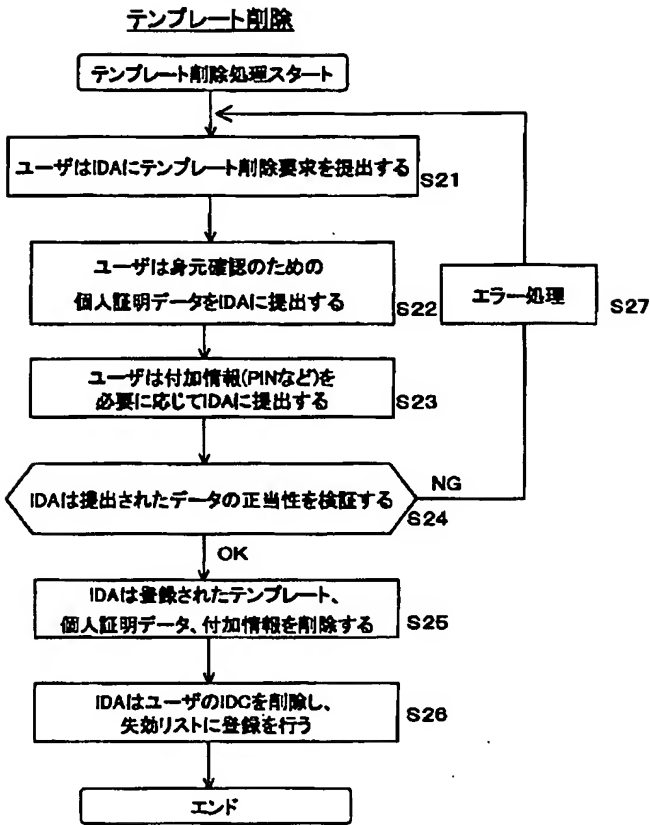 テンプレート削除
テンプレート削除処理スタート
ユーザはIDAにテンプレート削除要求を提出する
S21
ユーザは身元確認のための
個人証明データをIDAに提出する
S22
エラー処理
S27
ユーザは付加情報(PINなど)を
必要に応じてIDAに提出する
S23
IDAは提出されたデータの正当性を検証する
NG
S24
OK
IDAは登録されたテンプレート、
個人証明データ、付加情報を削除する
S25
IDAはユーザのIDCを削除し、
失効リストに登録を行う
S26
エンド